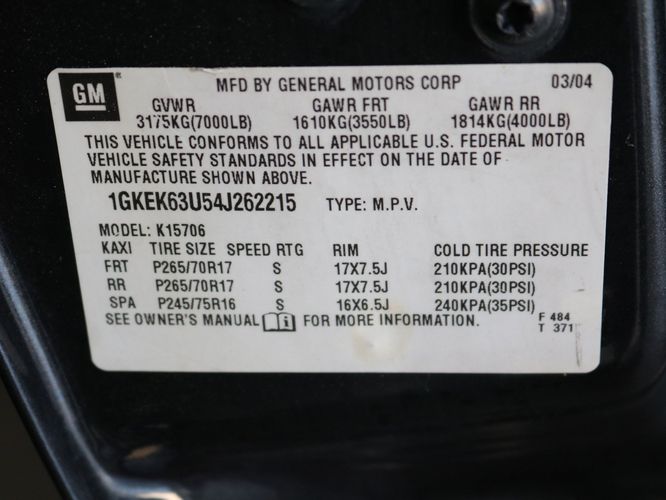 GM® MFD BY GENERAL MOTORS CORP 03/04
GVWR GAWR FRT GAWR RR
3175KG(7000LB) 1610KG(3550LB) 1814KG(4000LB)
THIS VEHICLE CONFORMS TO ALL APPLICABLE U.S. FEDERAL MOTOR
VEHICLE SAFETY STANDARDS IN EFFECT ON THE DATE OF
MANUFACTURE SHOWN ABOVE.
1GKEK63U54J262215 TYPE: M.P.V.
MODEL: K15706
KAXI TIRE SIZE SPEED RTG RIM COLD TIRE PRESSURE
FRT P265/70R17 S 17X7.5J 210KPA(30PSI)
RR P265/70R17 S 17X7.5J 210KPA(30PSI)
SPA P245/75R16 S 16X6.5J 240KPA(35PSI)
SEE OWNER'S MANUAL i FOR MORE INFORMATION. F 484
T 371